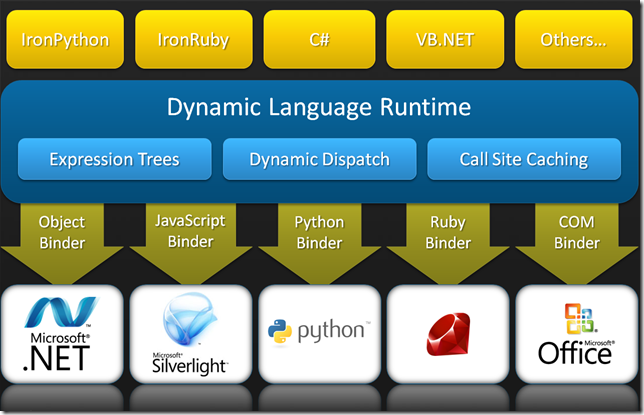 IronPython
IronRuby
C#
VB.NET
Others...
Dynamic Language Runtime
Expression Trees
Dynamic Dispatch
Call Site Caching
Object
Binder
JavaScript
Binder
Python
Binder
Ruby
Binder
COM
Binder
Microsoft®
.NET
Microsoft®
Silverlight™
python™
Microsoft®
Office